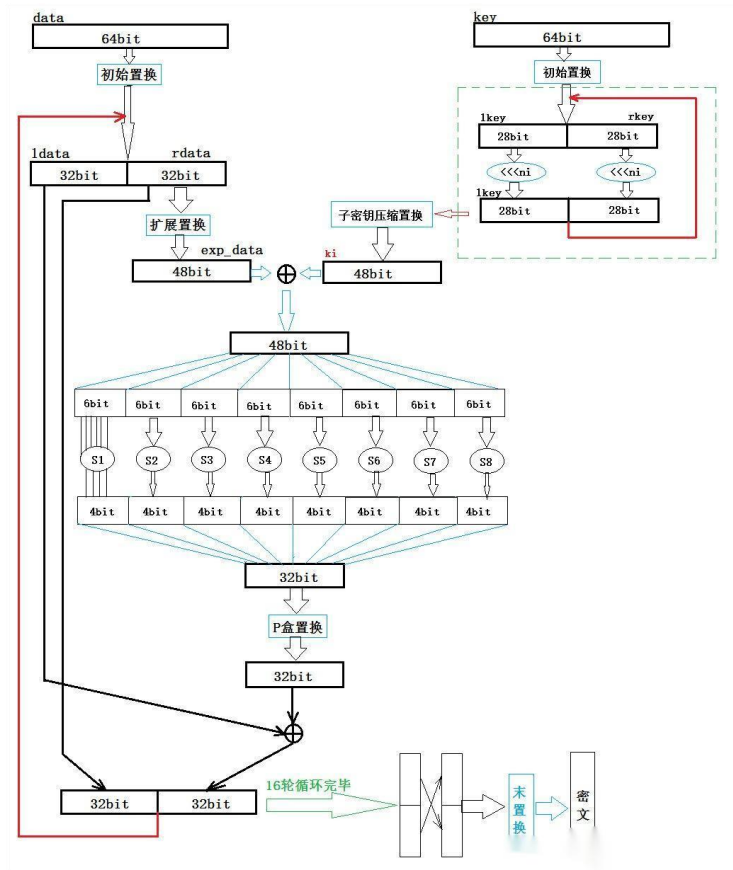 data
64bit
初始置换
key
64bit
初始置换
lkey
rkey
28bit
28bit
<<<ni
<<<ni
lkey
28bit
28bit
子密钥压缩置换
ldata
rdata
32bit
32bit
扩展置换
exp_data
48bit
ki
48bit
48bit
6bit
6bit
6bit
6bit
6bit
6bit
6bit
6bit
S1
S2
S3
S4
S5
S6
S7
S8
4bit
4bit
4bit
4bit
4bit
4bit
4bit
4bit
32bit
P盒置换
32bit
32bit
32bit
16轮循环完毕
末置换
密文